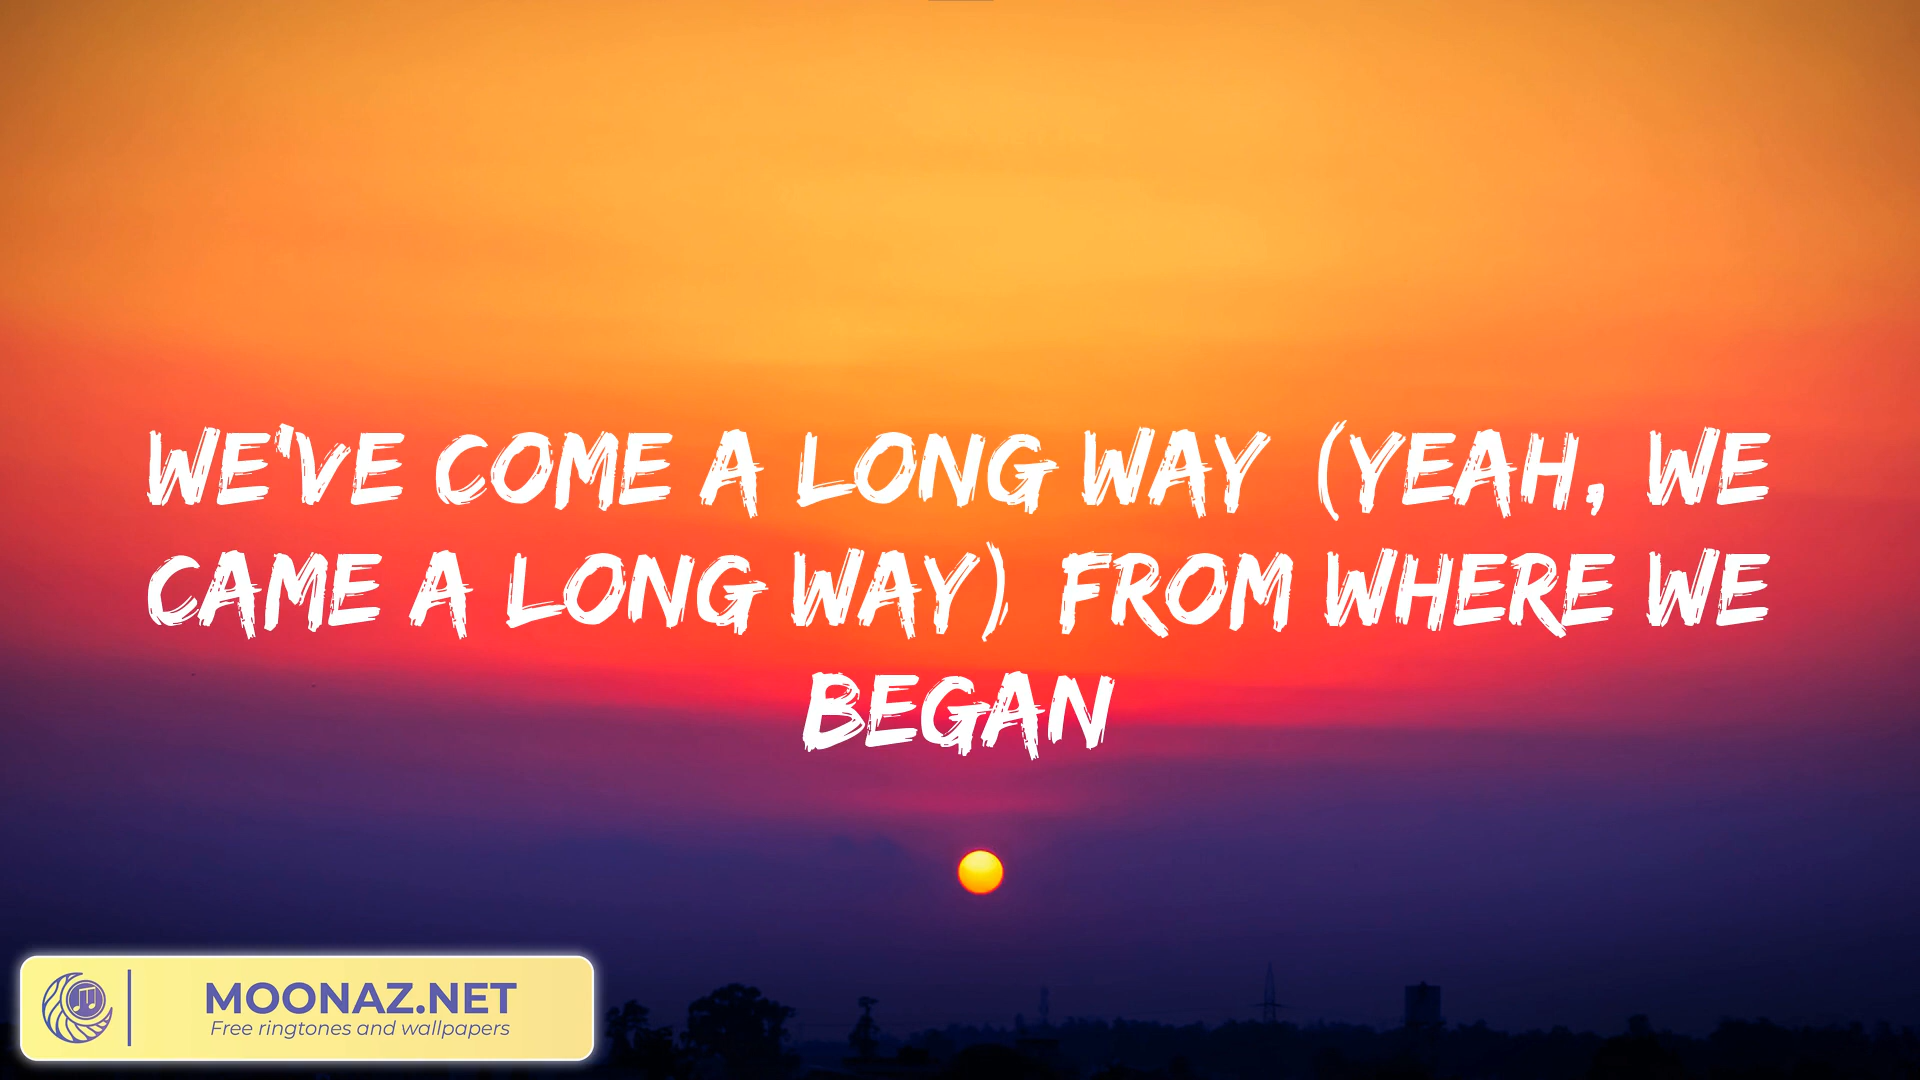 WE'VE COME A LONG WAY (YEAH, WE
CAME A LONG WAY) FROM WHERE WE
BEGAN
MOONAZ.NET
Free ringtones and wallpapers